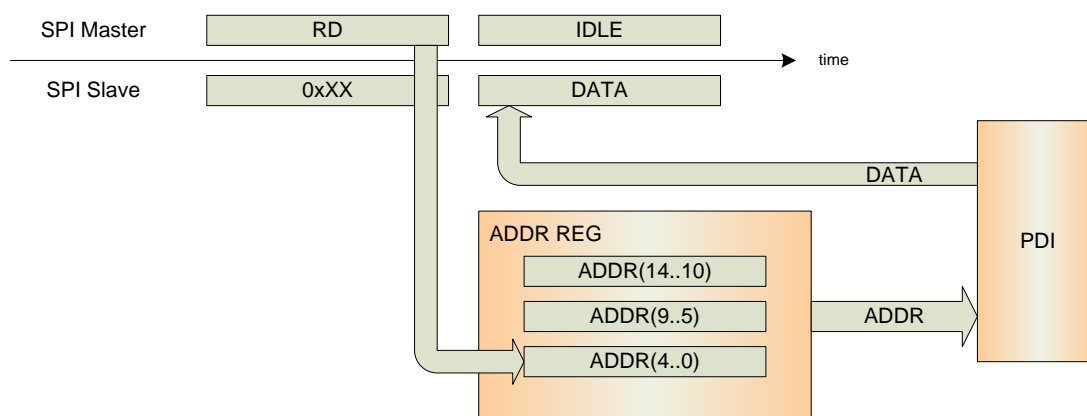 SPI Master RD IDLE
time
SPI Slave 0xXX DATA
DATA
ADDR REG
PDI
ADDR(14..10)
ADDR(9..5)
ADDR
ADDR(4..0)